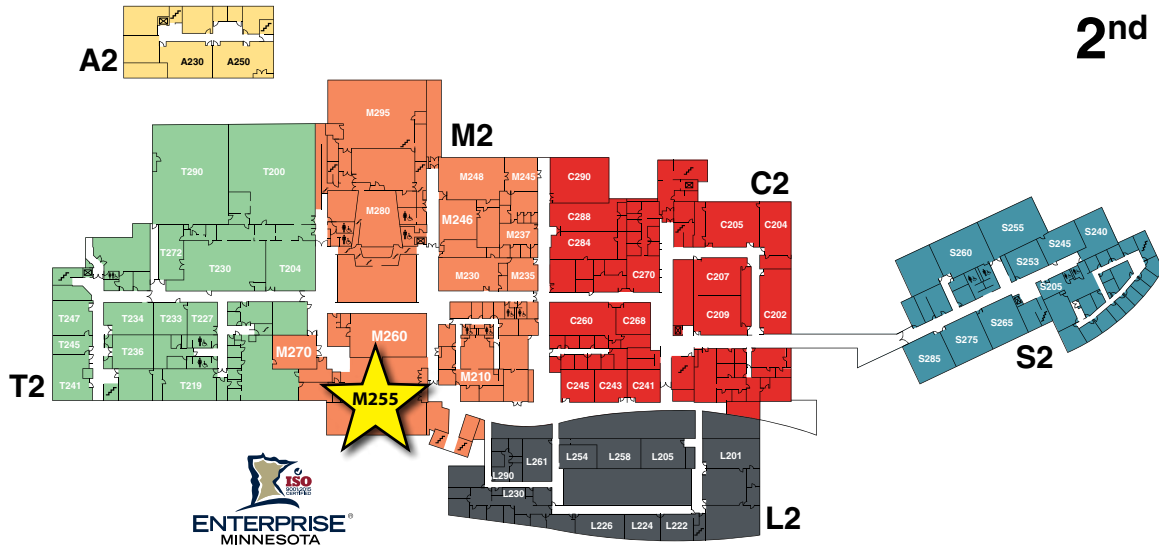 2nd
A2
A230
A250
M2
M295
M248
M245
M280
M246
M237
M230
M235
M260
M270
M210
M255
T2
T290
T200
T272
T230
T204
T247
T234
T233
T227
T245
T236
T241
T219
C2
C290
C288
C284
C270
C205
C204
C207
C209
C202
C260
C268
C245
C243
C241
S2
S255
S260
S240
S245
S253
S205
S265
S275
S285
L2
L261
L290
L254
L258
L205
L201
L230
L226
L224
L222
ISO
9001:2015
CERTIFIED
ENTERPRISE®
MINNESOTA